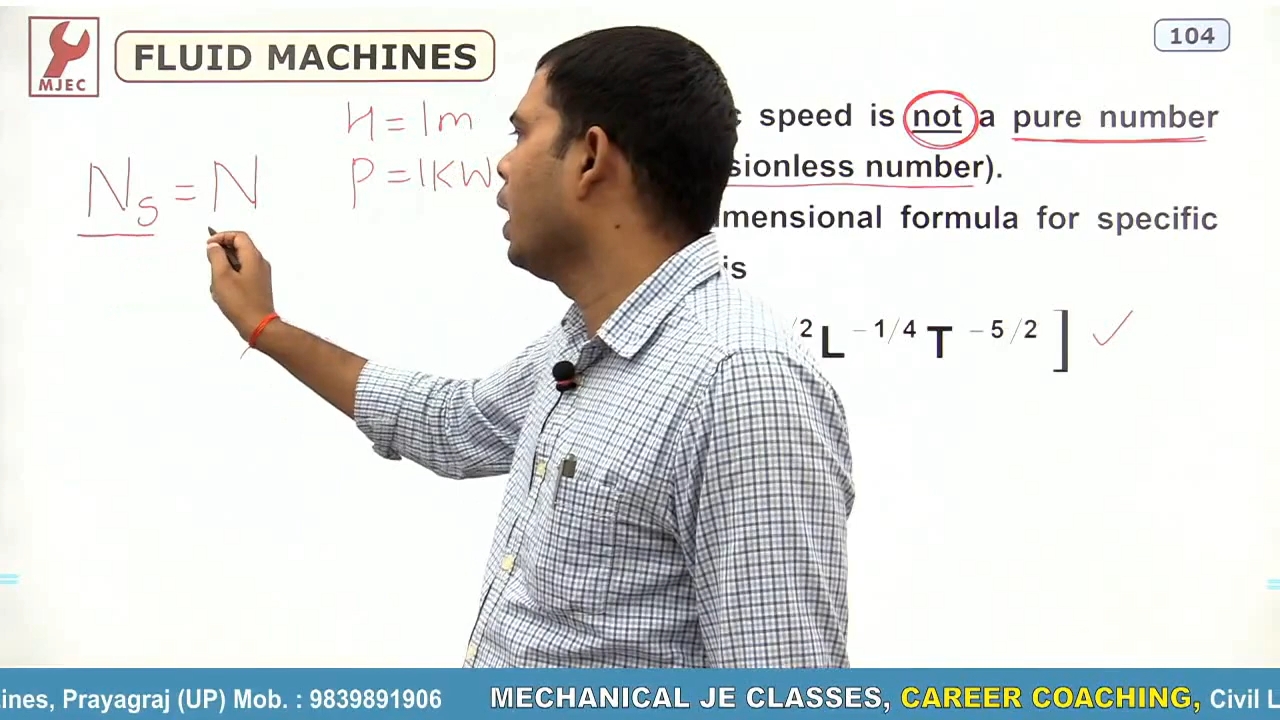 MJEC
FLUID MACHINES
104
H = 1m
P = 1KW
Ns = N
speed is not a pure number
sionless number).
mensional formula for specific
is
/2 L −1/4 T −5/2 ]
ines, Prayagraj (UP) Mob. : 9839891906 MECHANICAL JE CLASSES, CAREER COACHING, Civil L